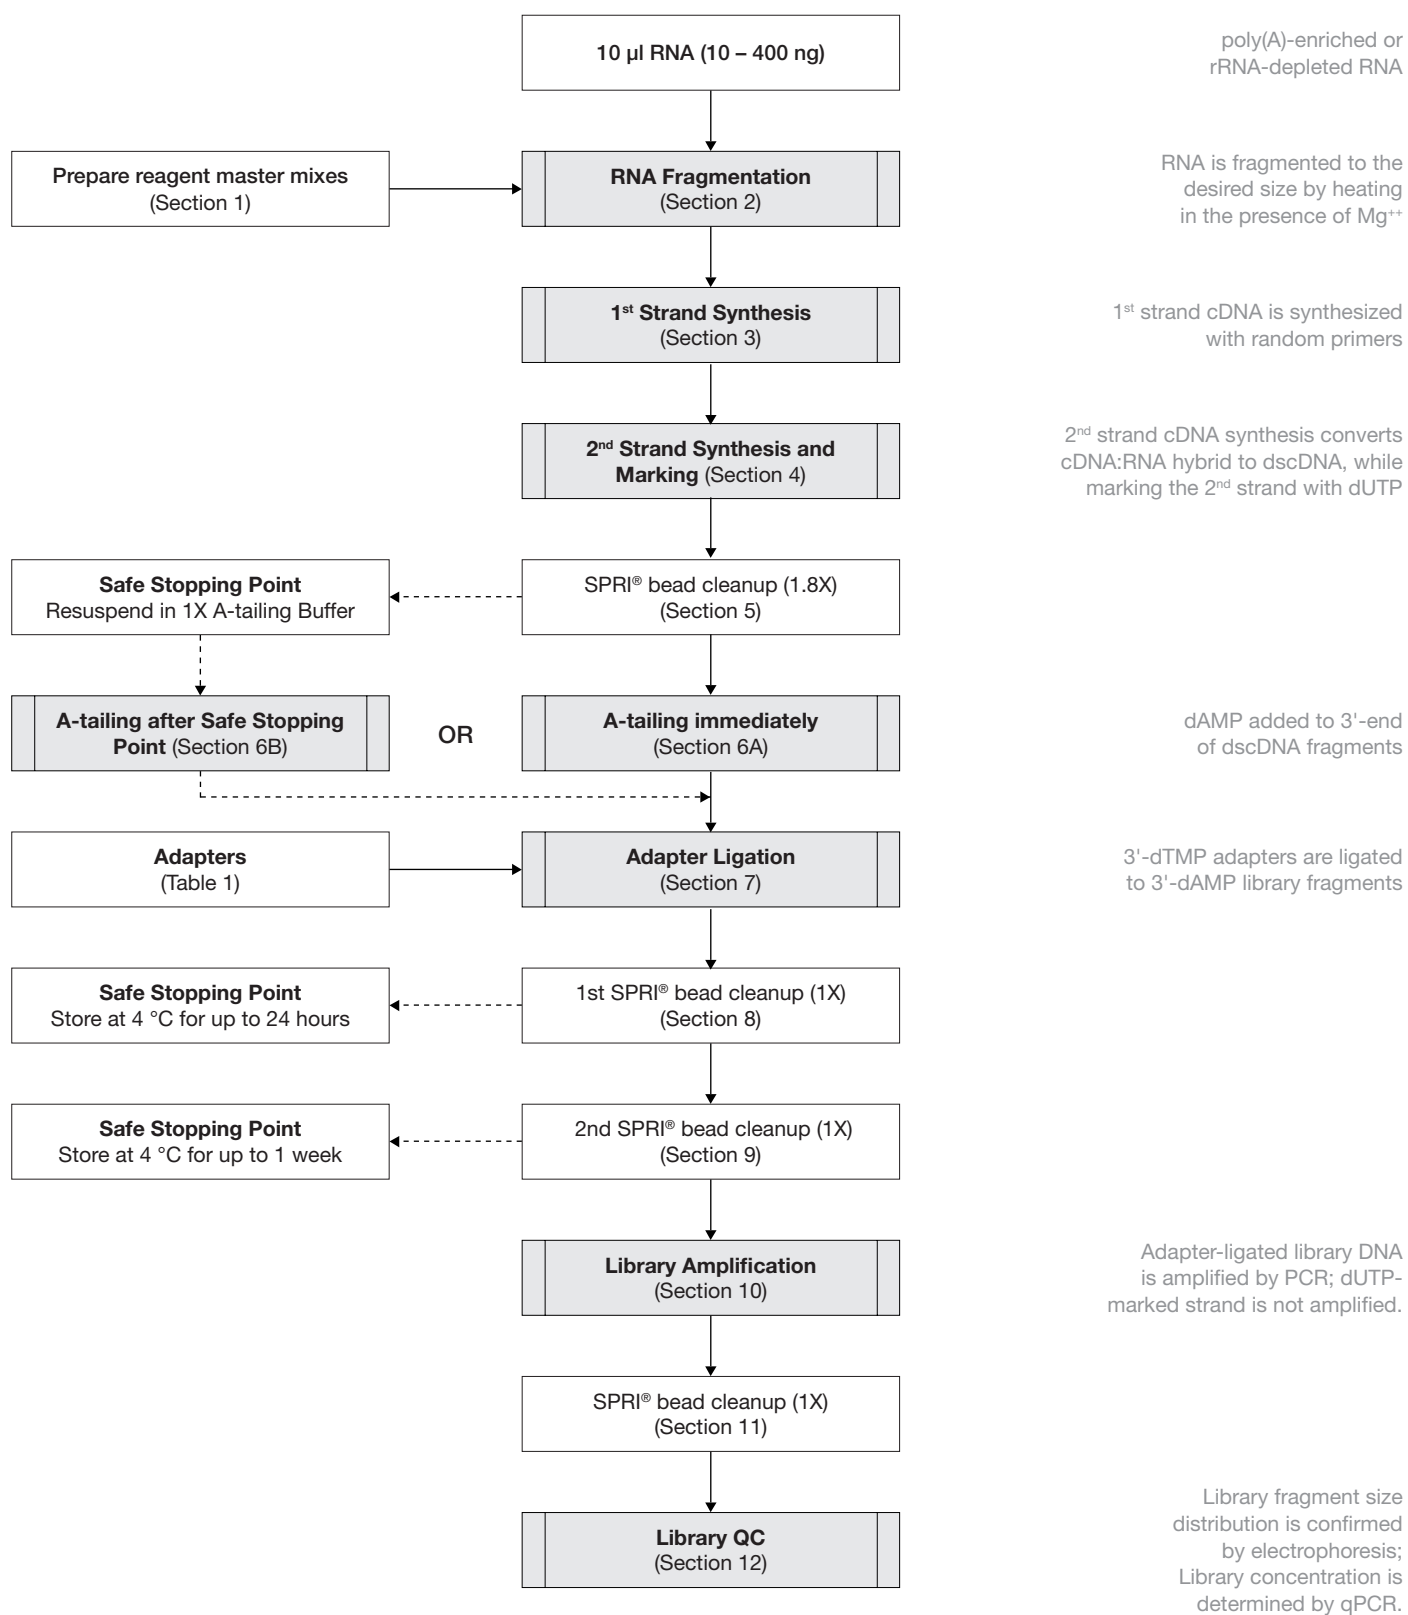 10 µl RNA (10 – 400 ng)
poly(A)-enriched or
rRNA-depleted RNA
Prepare reagent master mixes
(Section 1)
RNA Fragmentation
(Section 2)
RNA is fragmented to the
desired size by heating
in the presence of Mg⁺⁺
1ˢᵗ Strand Synthesis
(Section 3)
1ˢᵗ strand cDNA is synthesized
with random primers
2ⁿᵈ Strand Synthesis and
Marking (Section 4)
2ⁿᵈ strand cDNA synthesis converts
cDNA:RNA hybrid to dscDNA, while
marking the 2ⁿᵈ strand with dUTP
Safe Stopping Point
Resuspend in 1X A-tailing Buffer
SPRI® bead cleanup (1.8X)
(Section 5)
A-tailing after Safe Stopping
Point (Section 6B)
OR
A-tailing immediately
(Section 6A)
dAMP added to 3'-end
of dscDNA fragments
Adapters
(Table 1)
Adapter Ligation
(Section 7)
3'-dTMP adapters are ligated
to 3'-dAMP library fragments
Safe Stopping Point
Store at 4 °C for up to 24 hours
1st SPRI® bead cleanup (1X)
(Section 8)
Safe Stopping Point
Store at 4 °C for up to 1 week
2nd SPRI® bead cleanup (1X)
(Section 9)
Library Amplification
(Section 10)
Adapter-ligated library DNA
is amplified by PCR; dUTP-
marked strand is not amplified.
SPRI® bead cleanup (1X)
(Section 11)
Library QC
(Section 12)
Library fragment size
distribution is confirmed
by electrophoresis;
Library concentration is
determined by qPCR.